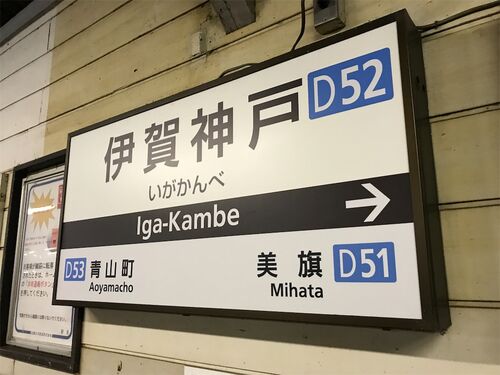 伊賀神戸 D52
いがかんべ
Iga-Kambe →
D53 青山町
Aoyamacho
美旗 D51
Mihata